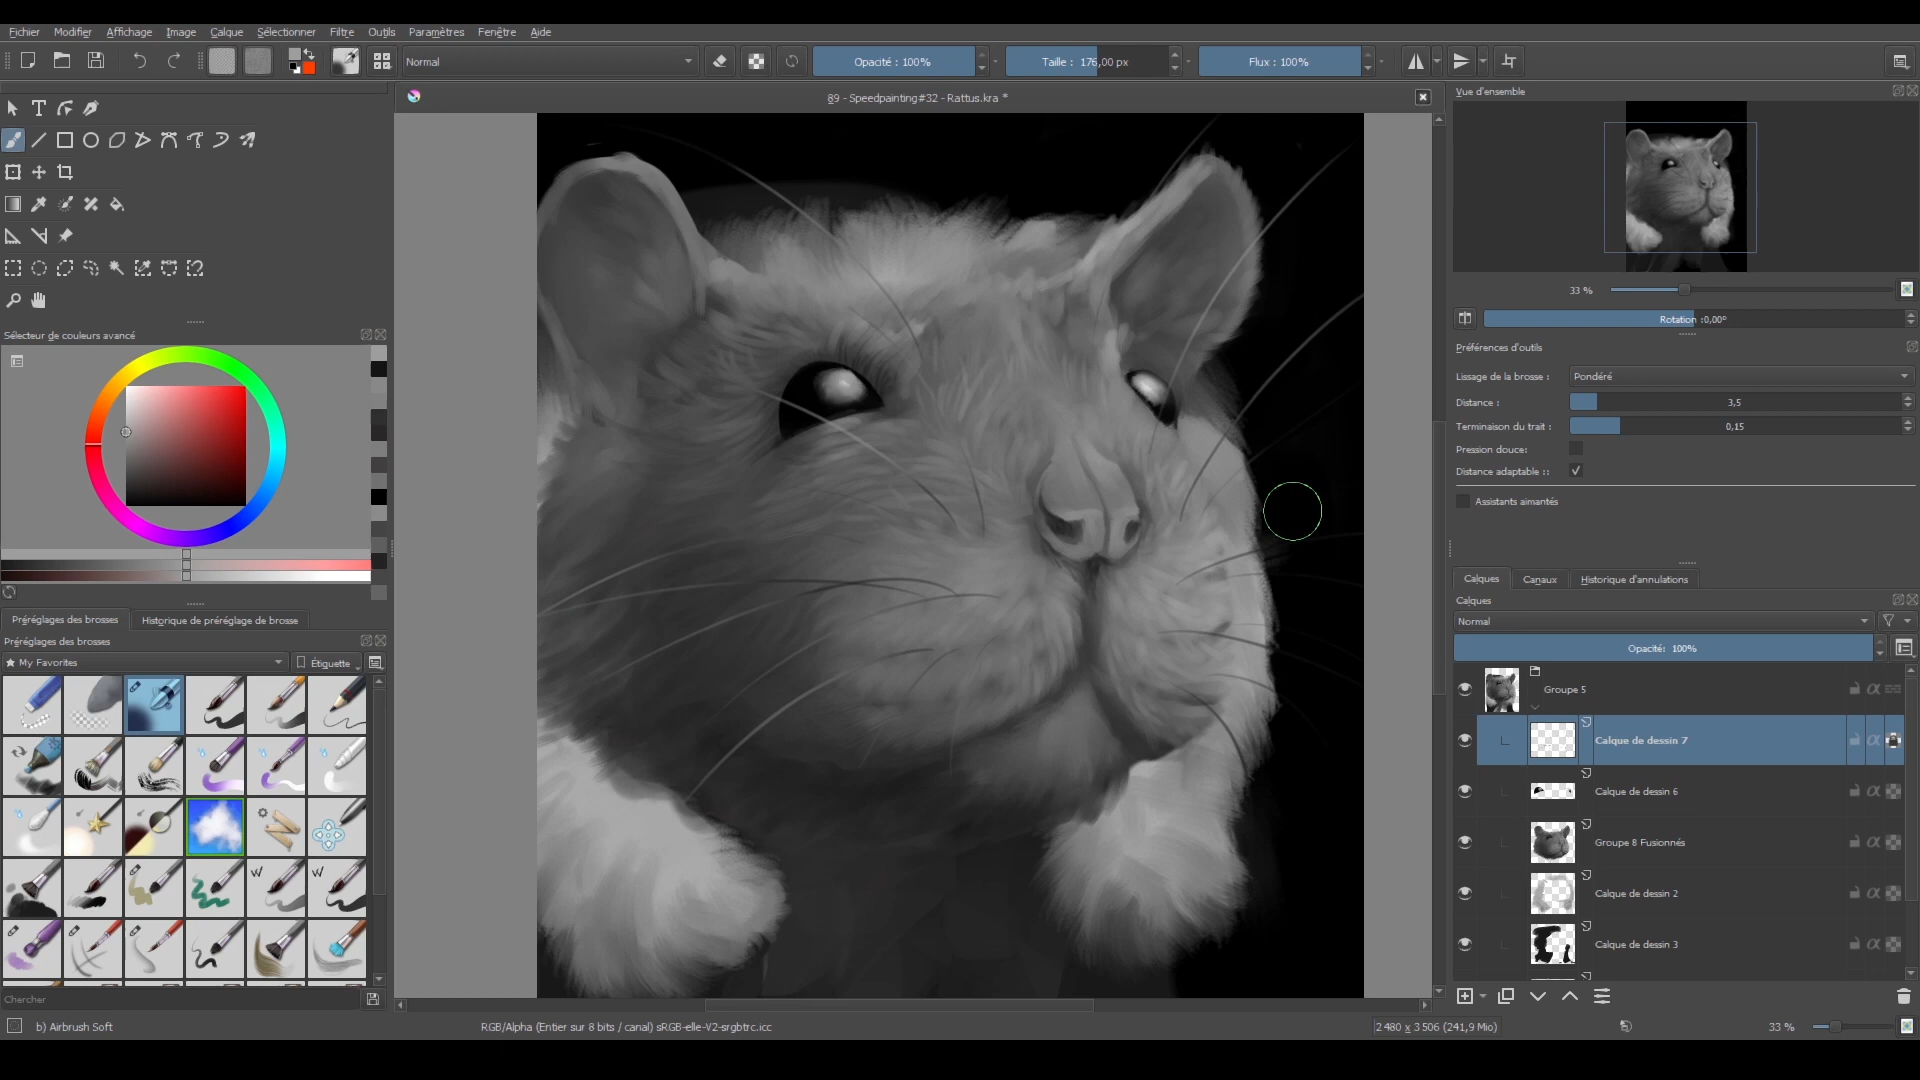 Fichier Modifier Affichage Image Calque Sélectionner Filtre Outils Paramètres Fenêtre Aide
Normal
Opacité : 100%
Taille : 176,00 px
Flux : 100%
89 - Speedpainting#32 - Rattus.kra *
Vue d'ensemble
33 %
Rotation :0,00°
Sélecteur de couleurs avancé
Préférences d'outils
Lissage de la brosse : Pondéré
Distance : 3,5
Terminaison du trait : 0,15
Pression douce:
Distance adaptable ::
Assistants aimantés
Calques Canaux Historique d'annulations
Calques
Normal
Opacité: 100%
Groupe 5
Calque de dessin 7
Calque de dessin 6
Groupe 8 Fusionnés
Calque de dessin 2
Calque de dessin 3
Préréglages des brosses Historique de préréglage de brosse
Préréglages des brosses
My Favorites
Étiquette
Chercher
b) Airbrush Soft
RGB/Alpha (Entier sur 8 bits / canal) sRGB-elle-V2-srgbtrc.icc
2 480 x 3 506 (241,9 Mio)
33 %